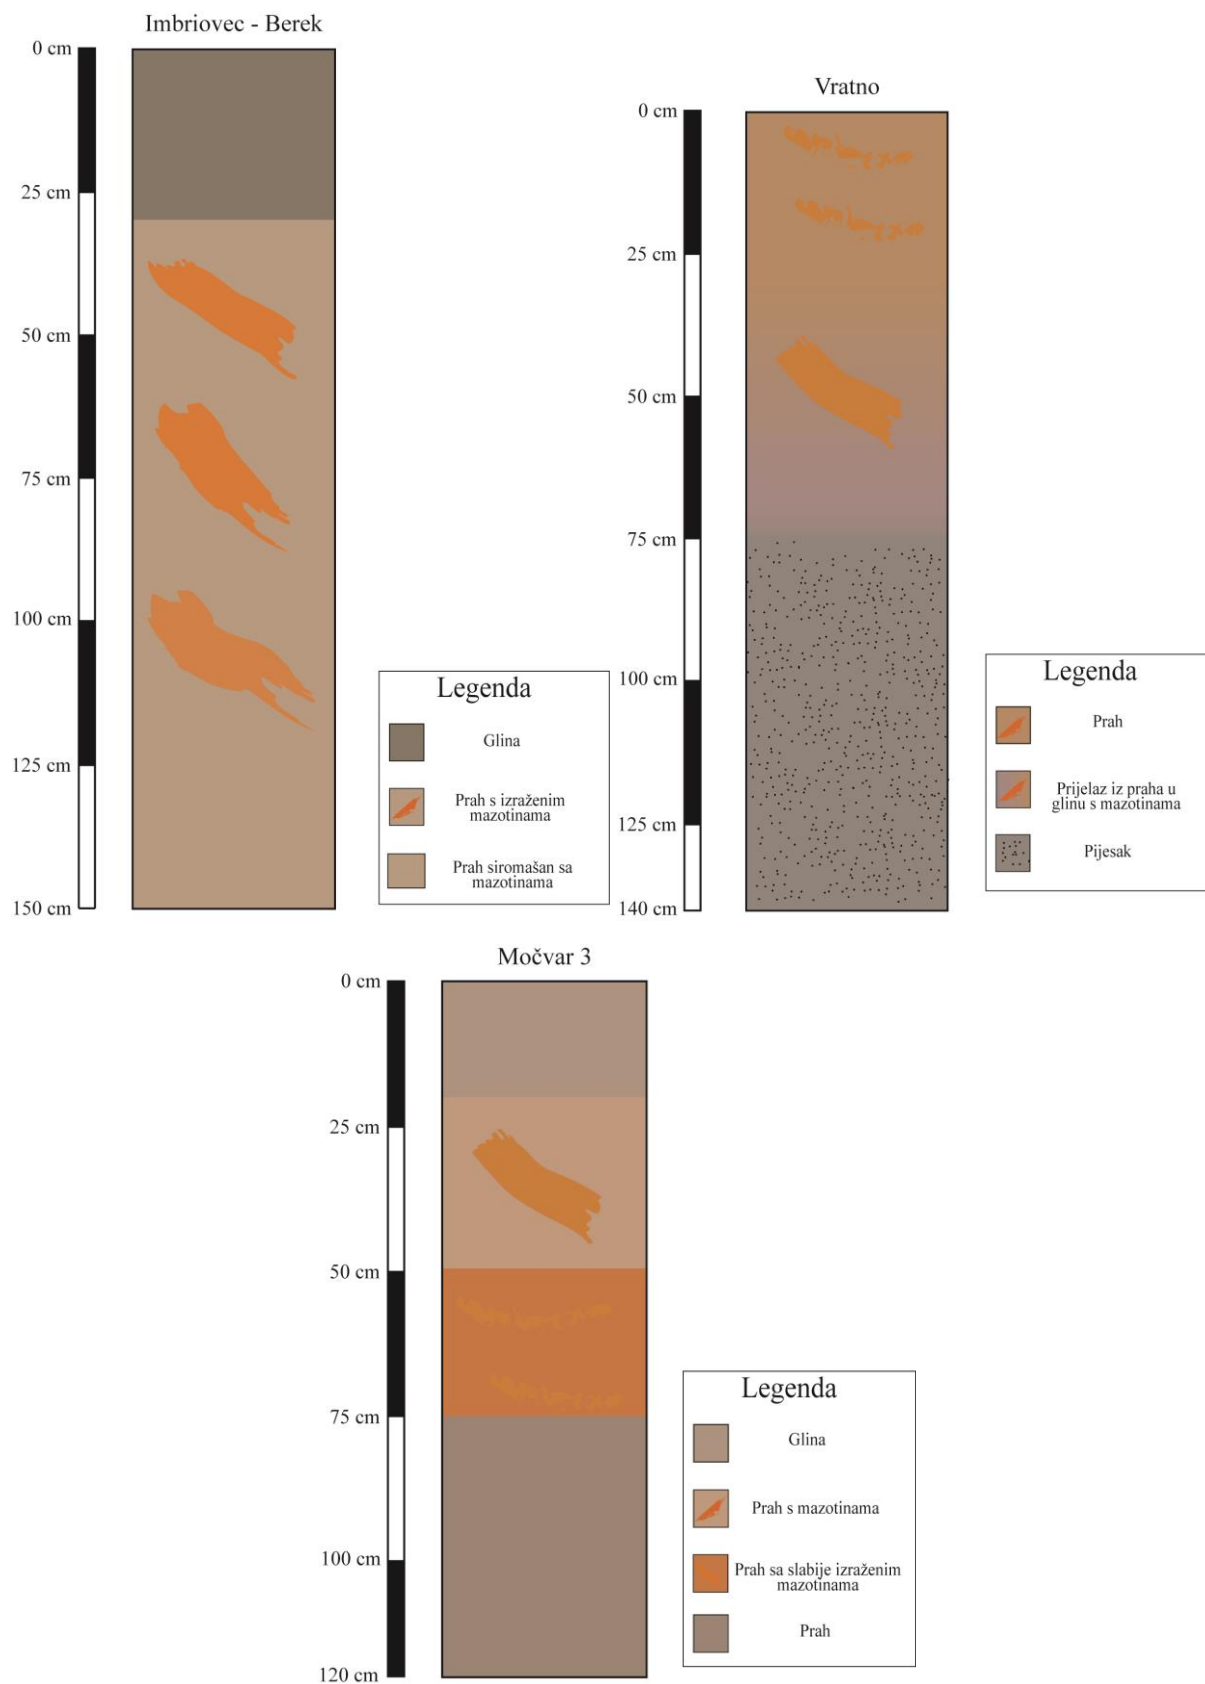 Imbriovec - Berek
0 cm
25 cm
50 cm
75 cm
100 cm
125 cm
150 cm
Legenda
Glina
Prah s izraženim
mazotinama
Prah siromašan sa
mazotinama
Vratno
0 cm
25 cm
50 cm
75 cm
100 cm
125 cm
140 cm
Legenda
Prah
Prijelaz iz praha u
glinu s mazotinama
Pijesak
Močvar 3
0 cm
25 cm
50 cm
75 cm
100 cm
120 cm
Legenda
Glina
Prah s mazotinama
Prah sa slabije izraženim
mazotinama
Prah